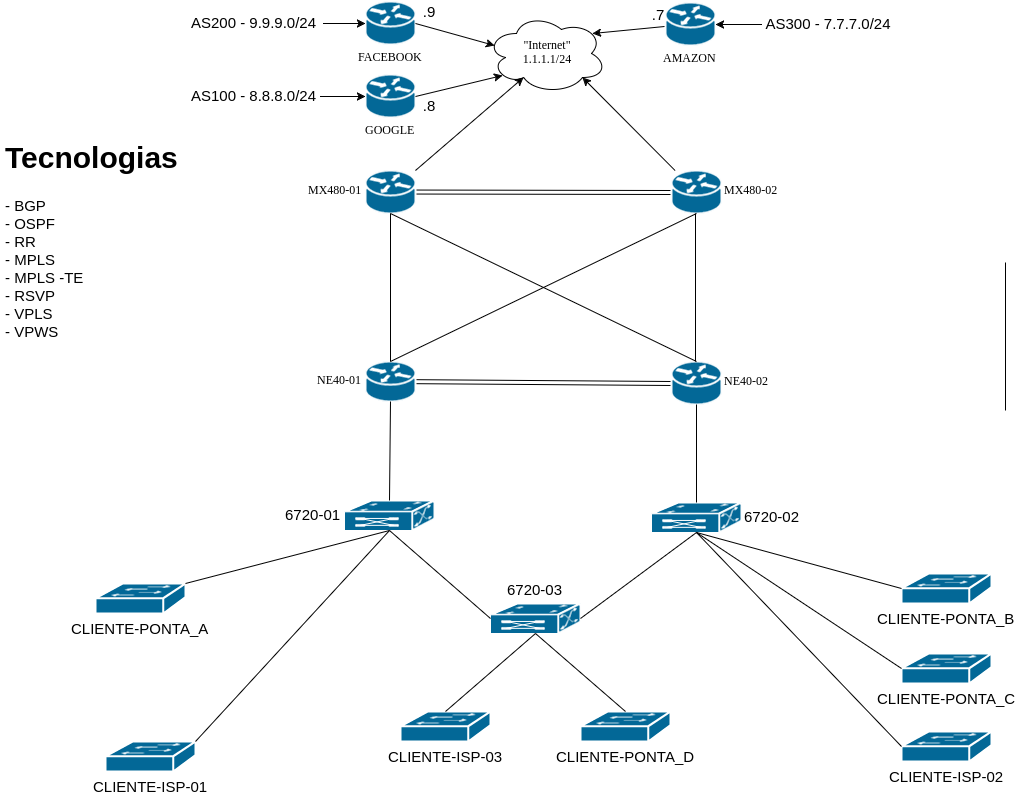 AS200 - 9.9.9.0/24
.9
FACEBOOK
"Internet"
1.1.1.1/24
.7
AS300 - 7.7.7.0/24
AMAZON
AS100 - 8.8.8.0/24
.8
GOOGLE
Tecnologias
- BGP
- OSPF
- RR
- MPLS
- MPLS -TE
- RSVP
- VPLS
- VPWS
MX480-01
MX480-02
NE40-01
NE40-02
6720-01
6720-02
6720-03
CLIENTE-PONTA_A
CLIENTE-PONTA_B
CLIENTE-PONTA_C
CLIENTE-ISP-03
CLIENTE-PONTA_D
CLIENTE-ISP-02
CLIENTE-ISP-01